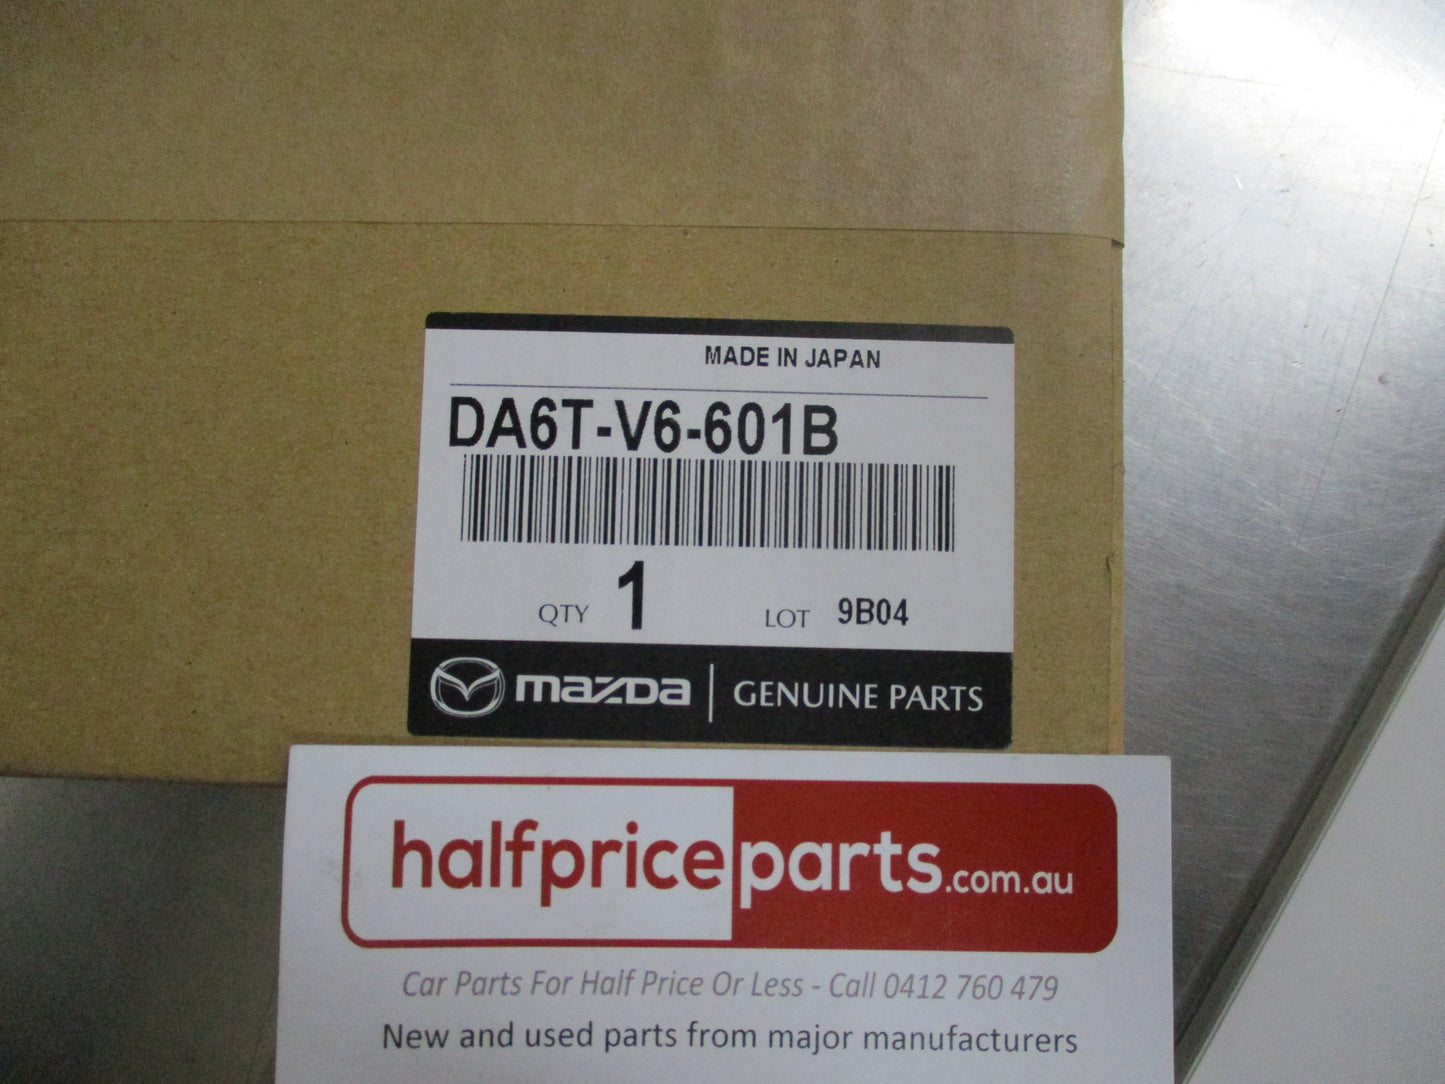 MADE IN JAPAN
DA6T-V6-601B
QTY 1 LOT 9B04
mazda | GENUINE PARTS
halfpriceparts.com.au
Car Parts For Half Price Or Less - Call 0412 760 479
New and used parts from major manufacturers